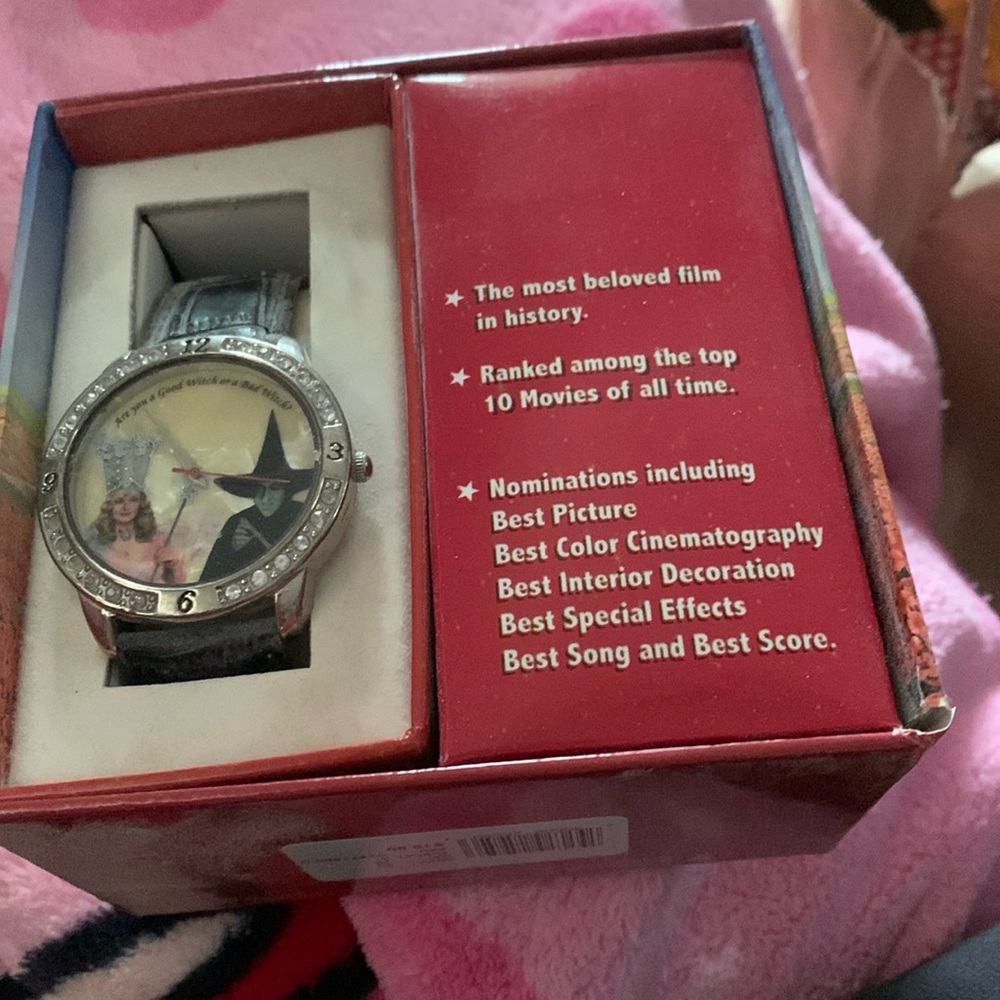 12
Are you a Good Witch or a Bad Witch?
3
9
6
The most beloved film
in history.
Ranked among the top
10 Movies of all time.
Nominations including
Best Picture
Best Color Cinematography
Best Interior Decoration
Best Special Effects
Best Song and Best Score.